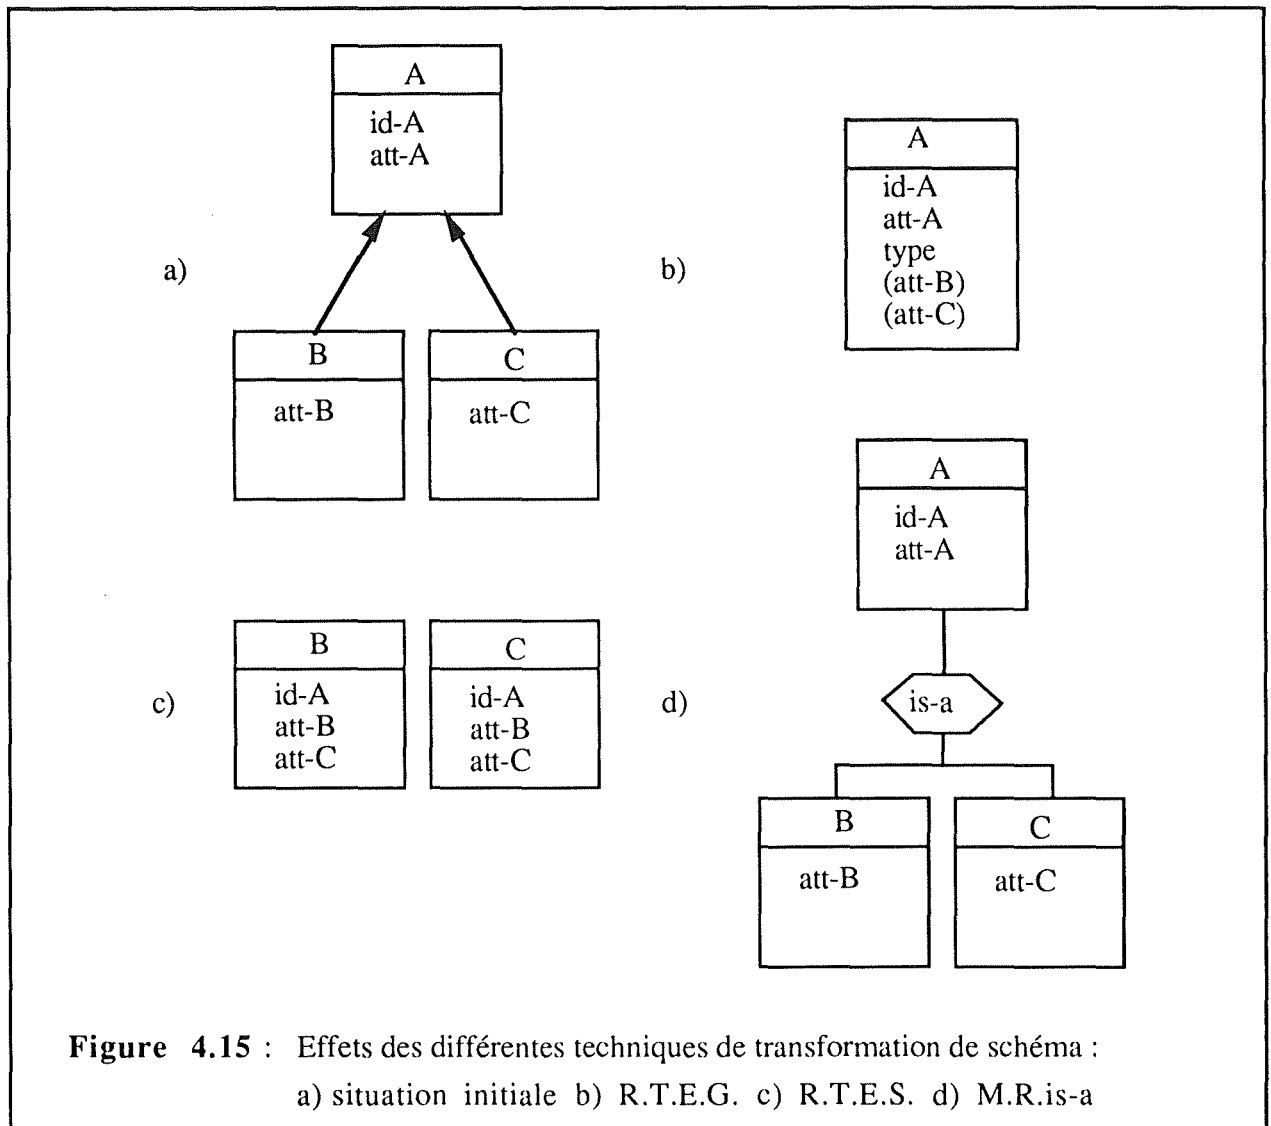 A
id-A
att-A
a)
B
att-B
C
att-C
b)
A
id-A
att-A
type
(att-B)
(att-C)
c)
B
id-A
att-B
att-C
C
id-A
att-B
att-C
d)
A
id-A
att-A
is-a
B
att-B
C
att-C
Figure 4.15 : Effets des différentes techniques de transformation de schéma :
a) situation initiale b) R.T.E.G. c) R.T.E.S. d) M.R.is-a